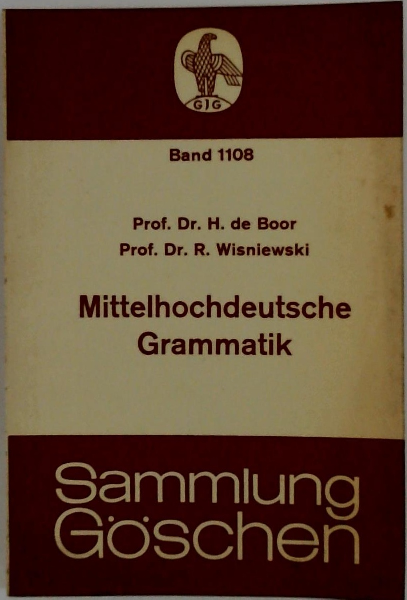 GJG
Band 1108
Prof. Dr. H. de Boor
Prof. Dr. R. Wisniewski
Mittelhochdeutsche
Grammatik
Sammlung
Göschen